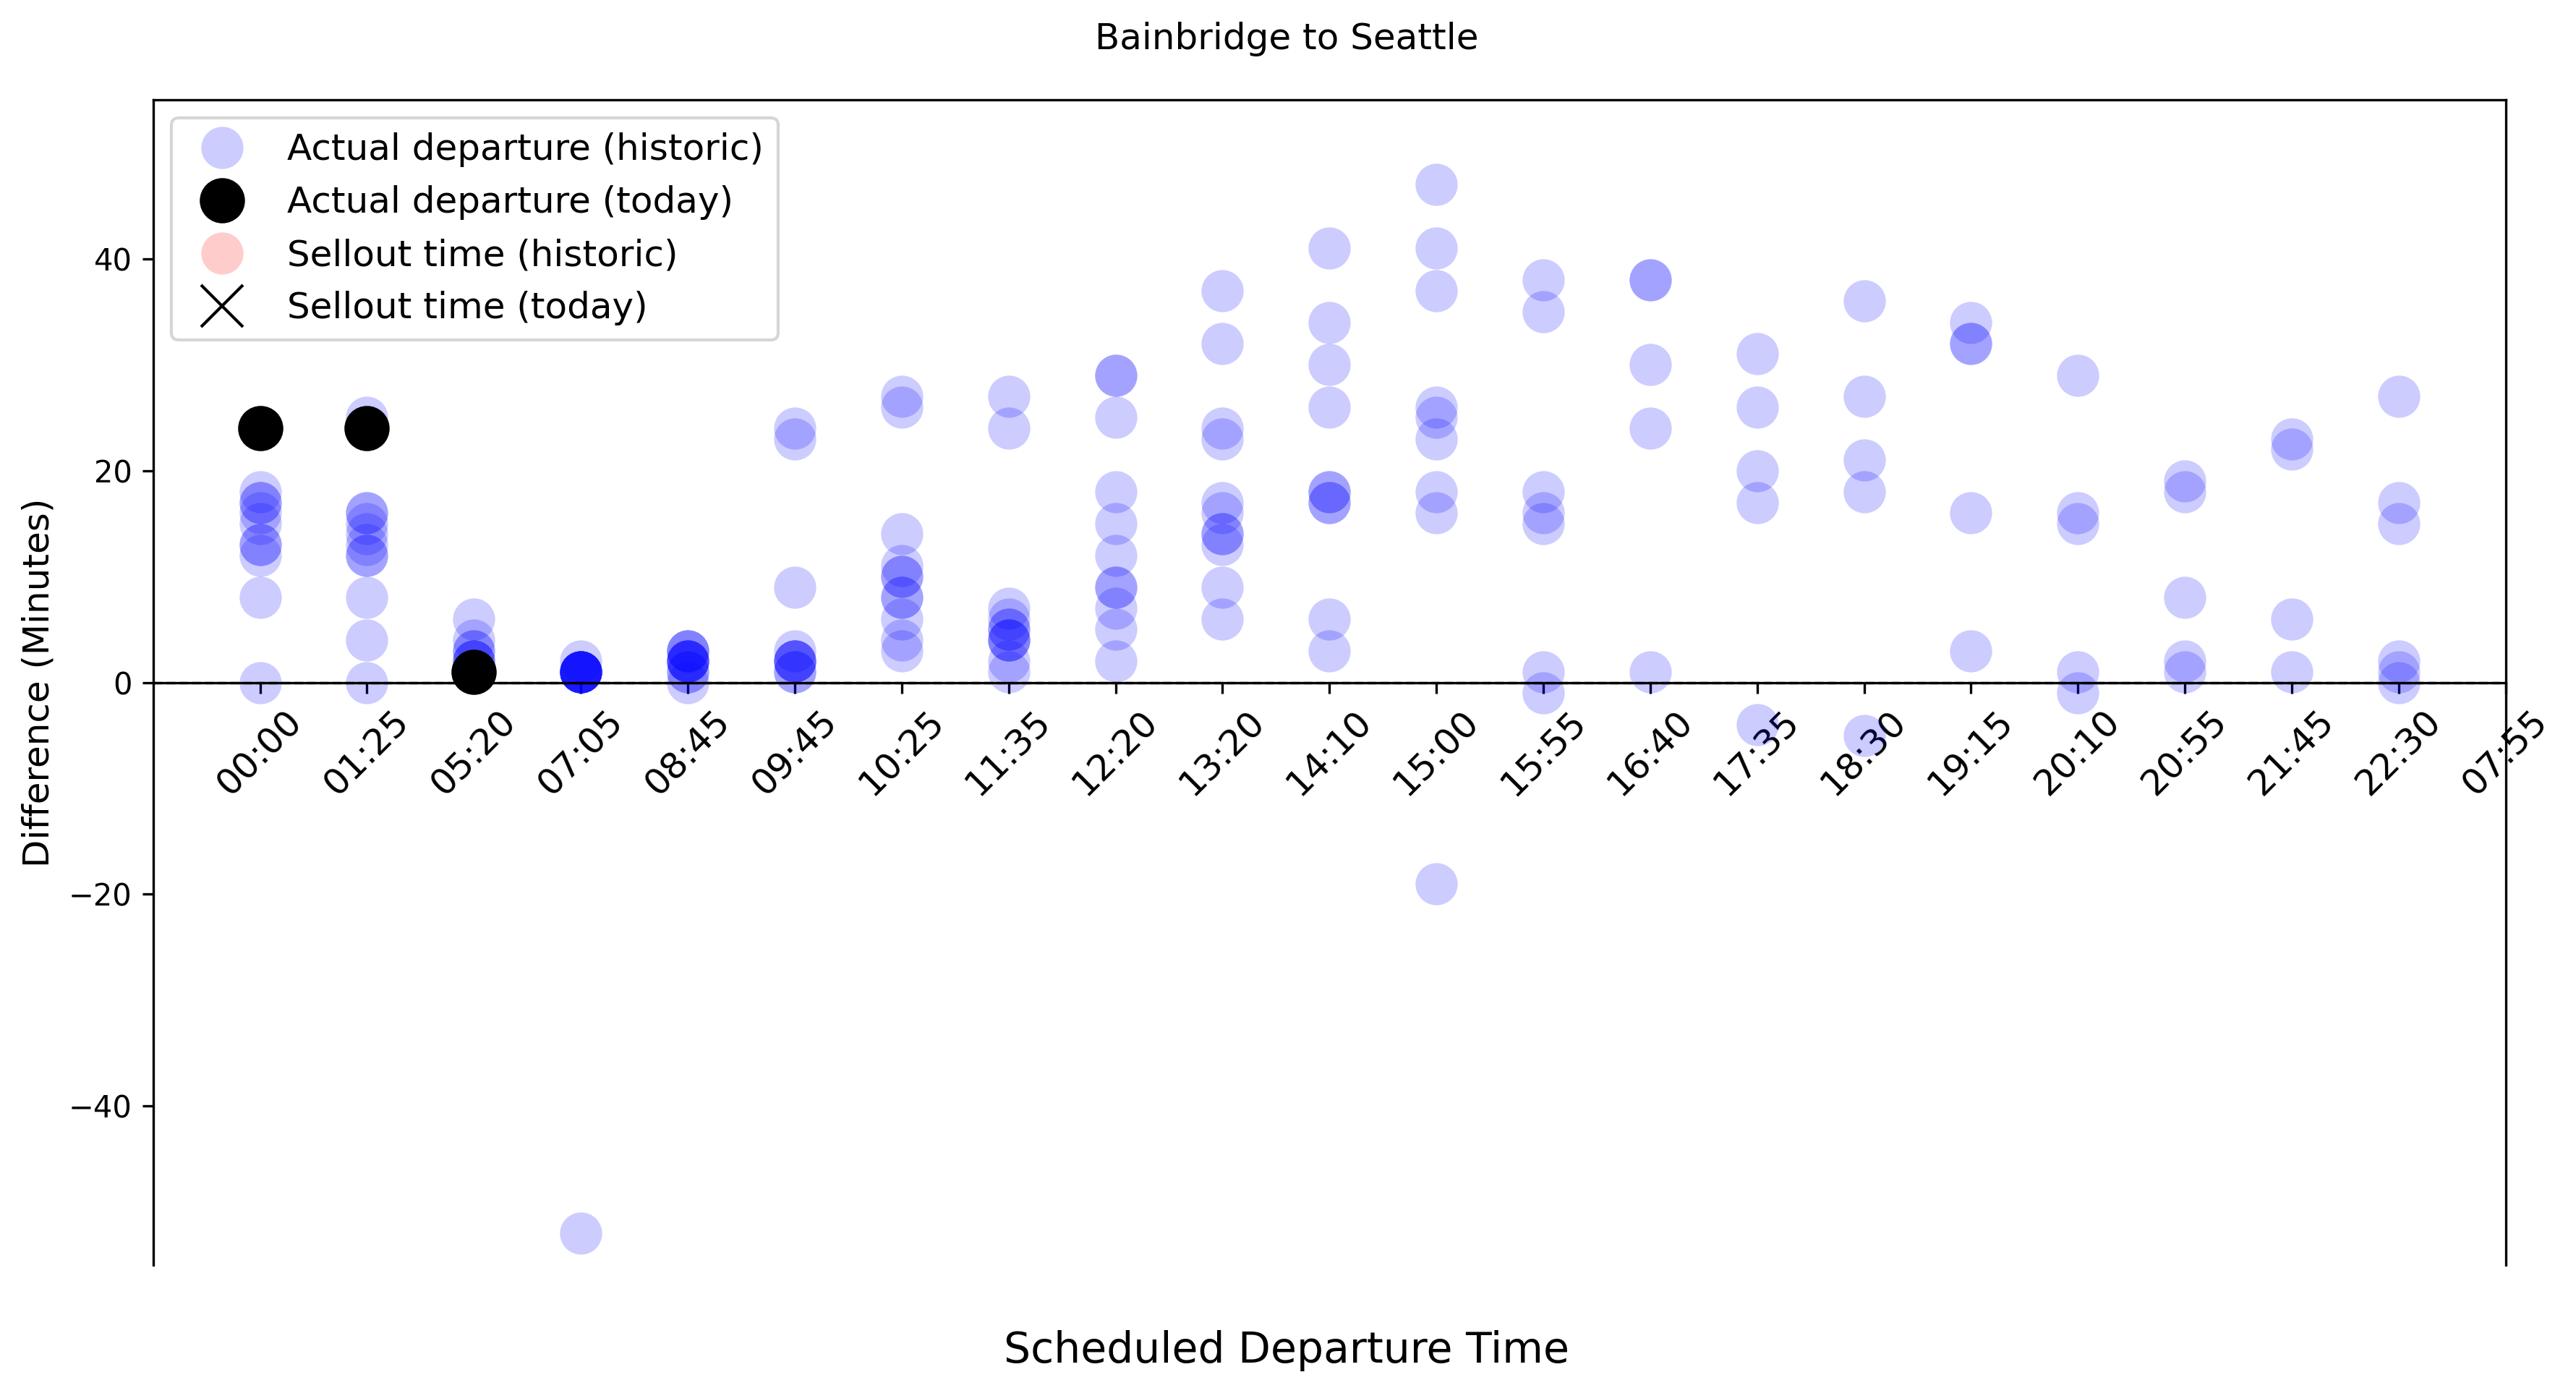 Bainbridge to Seattle
Actual departure (historic)
Actual departure (today)
Sellout time (historic)
Sellout time (today)
Difference (Minutes)
40
20
0
−20
−40
00:00 01:25 05:20 07:05 08:45 09:45 10:25 11:35 12:20 13:20 14:10 15:00 15:55 16:40 17:35 18:30 19:15 20:10 20:55 21:45 22:30 07:55
Scheduled Departure Time